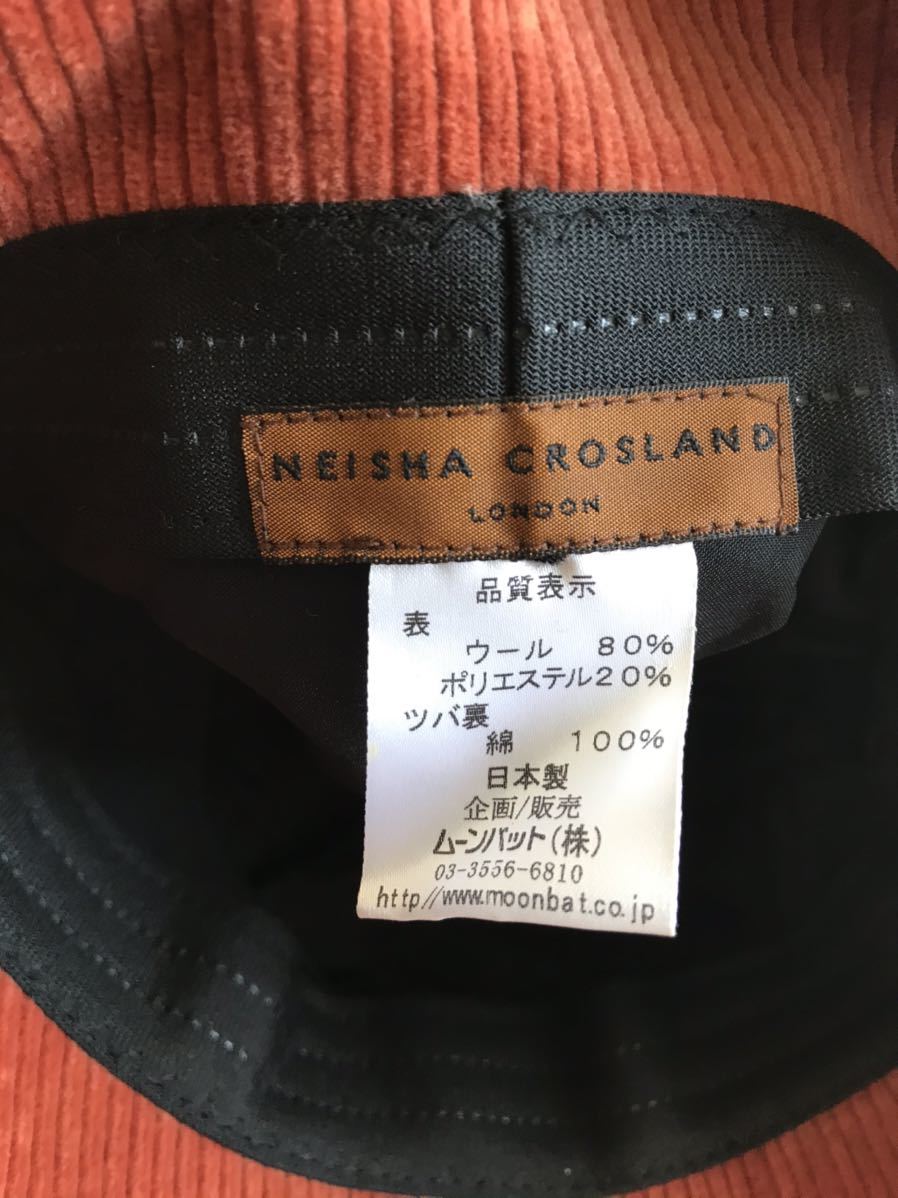 NEISHA CROSLAND
LONDON
品質表示
表
ウール 80%
ポリエステル20%
ツバ裏
綿 100%
日本製
企画/販売
ムーンバット(株)
03-3556-6810
http://www.moonbat.co.jp